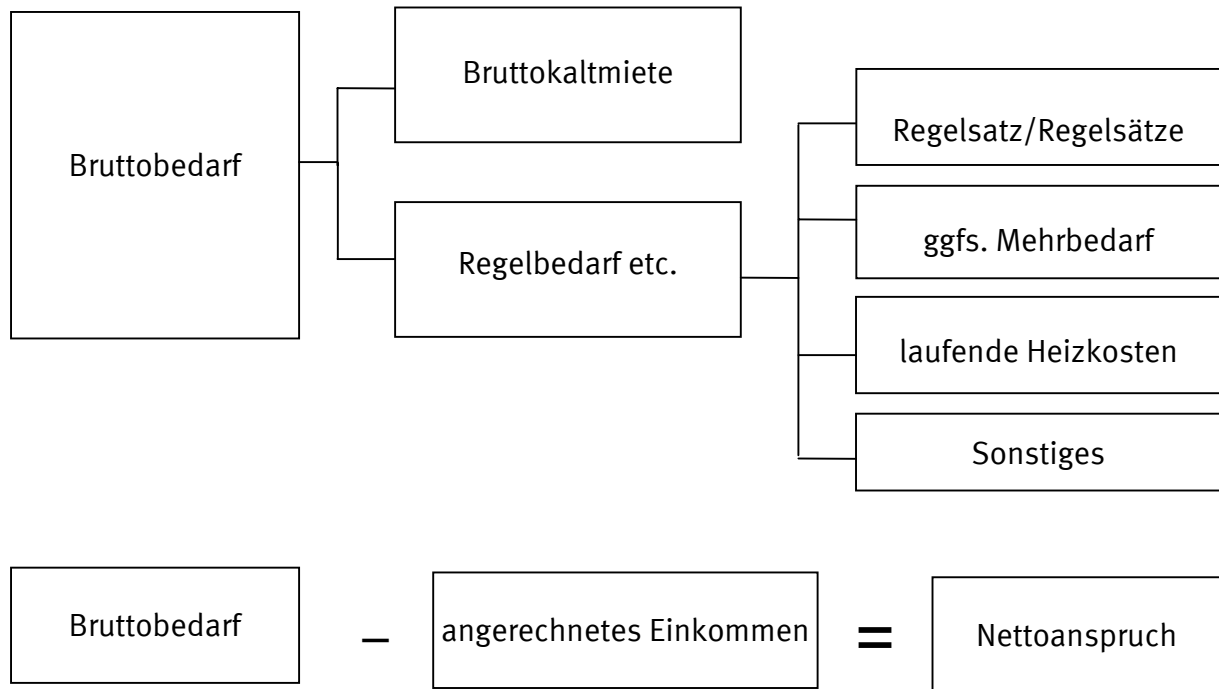 Bruttokaltmiete
Regelsatz/Regelsätze
Bruttobedarf
ggfs. Mehrbedarf
Regelbedarf etc.
laufende Heizkosten
Sonstiges
Bruttobedarf – angerechnetes Einkommen = Nettoanspruch